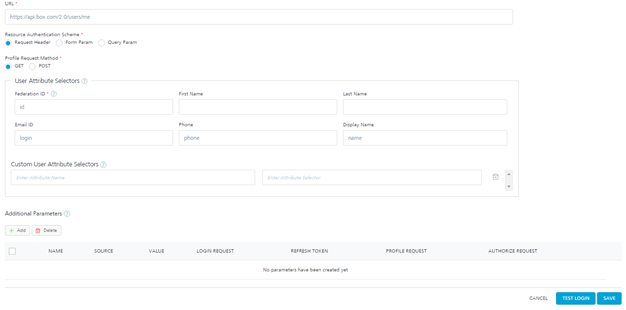 URL *
https://api.box.com/2.0/users/me
Resource Authentication Scheme *
Request Header Form Param Query Param
Profile Request Method *
GET POST
User Attribute Selectors ?
Federation ID * ? First Name Last Name
id
Email ID Phone Display Name
login phone name
Custom User Attribute Selectors ?
Enter Attribute Name Enter Attribute Selector
Additional Parameters ?
+ Add Delete
NAME SOURCE VALUE LOGIN REQUEST REFRESH TOKEN PROFILE REQUEST AUTHORIZE REQUEST
No parameters have been created yet
CANCEL TEST LOGIN SAVE